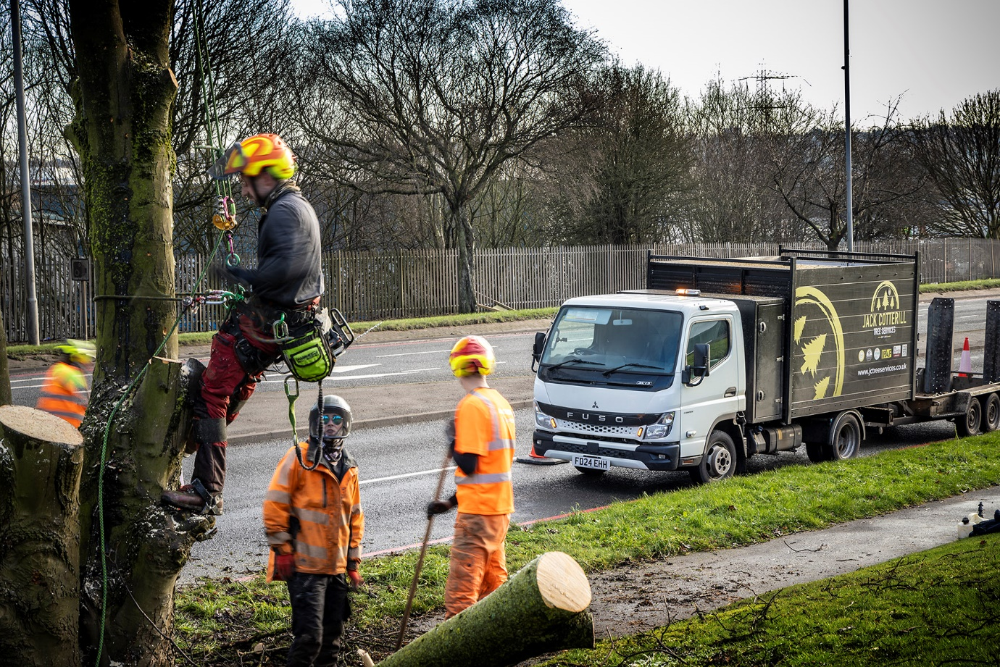 JACK COTTERILL
TREE SERVICES
www.jctreeservices.co.uk
FUSO
FD24 EHH